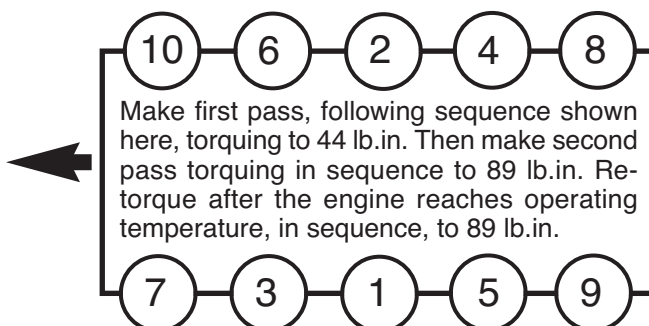 10 6 2 4 8
Make first pass, following sequence shown
here, torquing to 44 lb.in. Then make second
pass torquing in sequence to 89 lb.in. Re-
torque after the engine reaches operating
temperature, in sequence, to 89 lb.in.
7 3 1 5 9